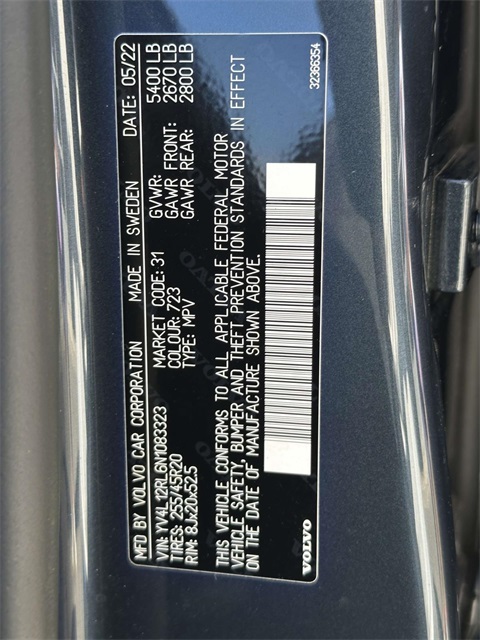 MFD BY VOLVO CAR CORPORATION MADE IN SWEDEN DATE: 05/22
VIN: YV4L12RL6N1083323 MARKET CODE: 31 GVWR: 5400 LB
TIRES: 255/45R20 COLOUR: 723 GAWR FRONT: 2670 LB
RIM: 8Jx20x52.5 TYPE: MPV GAWR REAR: 2800 LB
THIS VEHICLE CONFORMS TO ALL APPLICABLE FEDERAL MOTOR
VEHICLE SAFETY, BUMPER AND THEFT PREVENTION STANDARDS IN EFFECT
ON THE DATE OF MANUFACTURE SHOWN ABOVE.
VOLVO 32366354